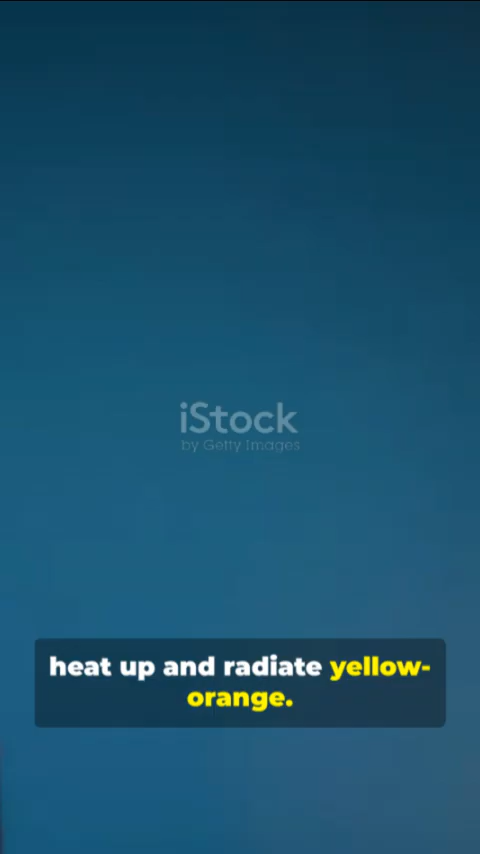 iStock
by Getty Images
heat up and radiate yellow-
orange.